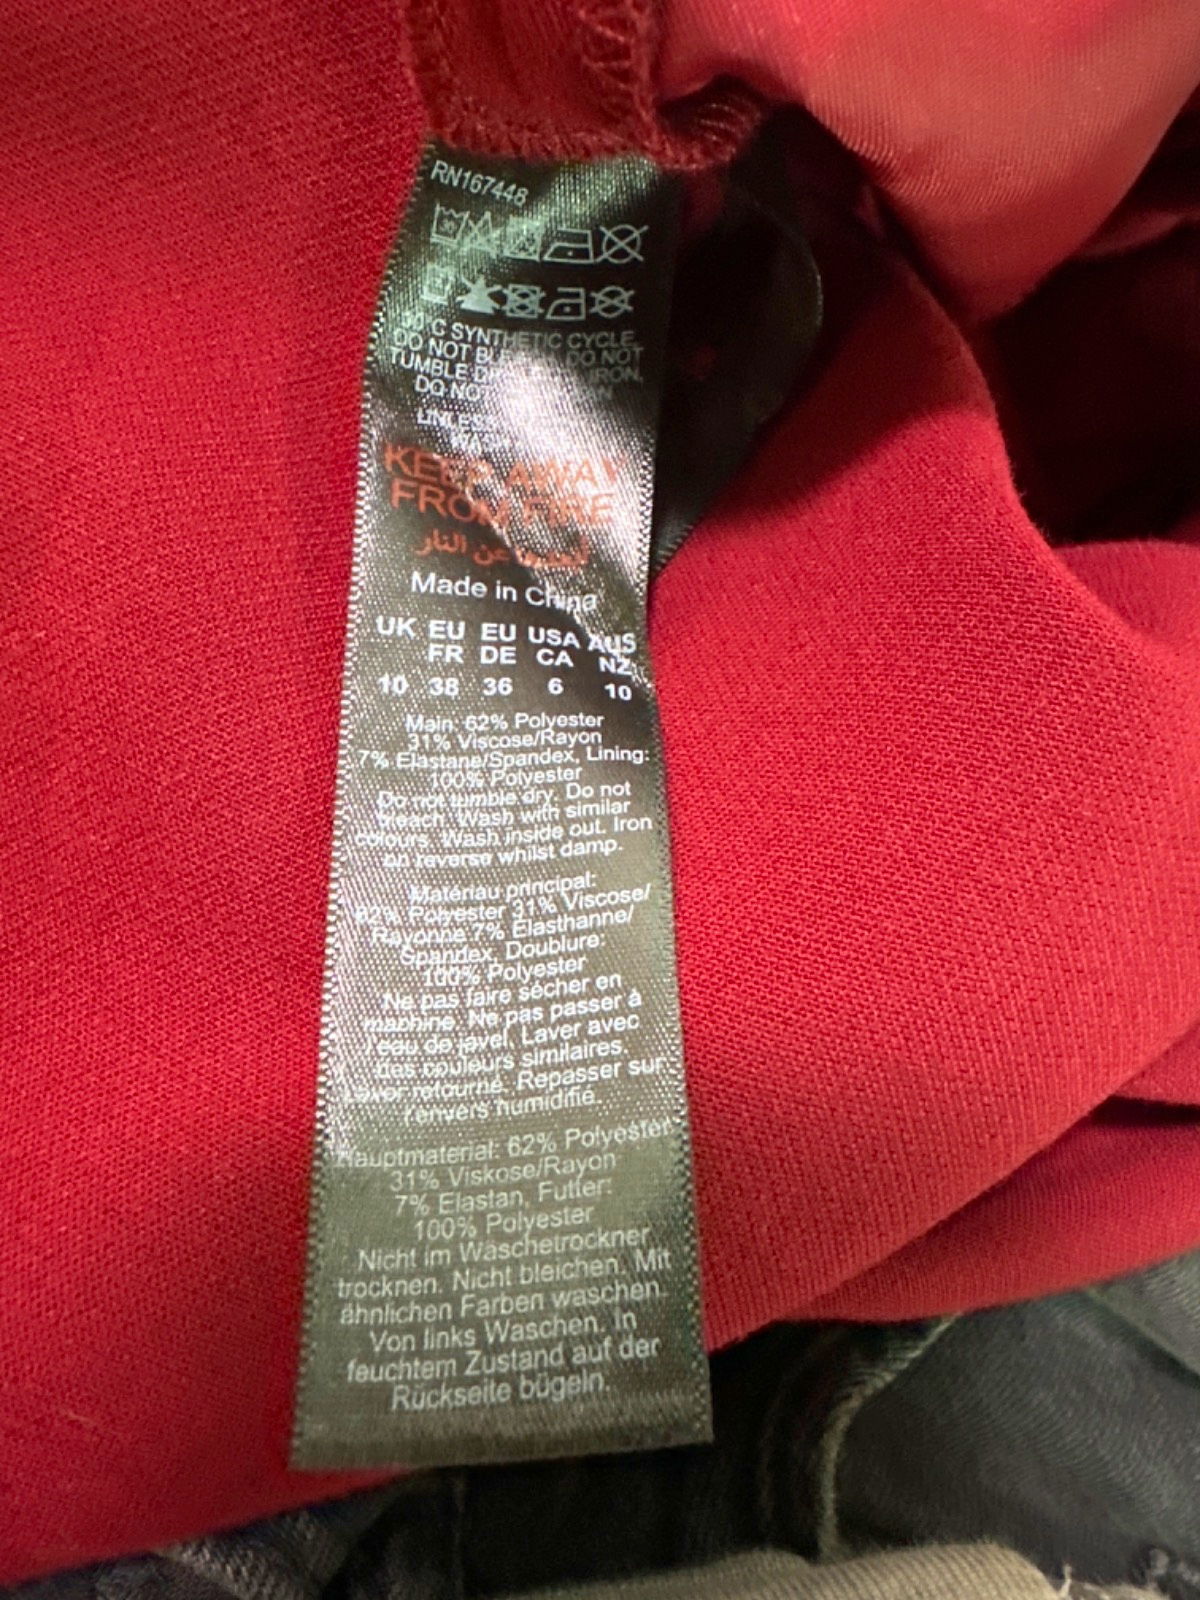 RN167448
C SYNTHETIC CYCLE.
DO NOT DO NOT
TUMBLE IRON.
DO NOT
UNLESS
KEEP AWAY
FROM FIRE
عن النار
Made in China
UK EU EU USA AUS
FR DE CA NZ
10 38 36 6 10
Main. 62% Polyester
31% Viscose/Rayon
7% Elastane/Spandex, Lining:
100% Polyester
Do not tumble dry. Do not
bleach. Wash with similar
colours. Wash inside out. Iron
on reverse whilst damp.
Matériau principal:
62% Polyester 31% Viscose/
Rayonne 7% Elasthanne/
Spandex, Doublure:
100% Polyester
Ne pas faire sécher en
machine. Ne pas passer à
eau de javel. Laver avec
des couleurs similaires.
Laver retourné. Repasser sur
l'envers humidifié.
Hauptmaterial: 62% Polyester
31% Viskose/Rayon
7% Elastan, Futter:
100% Polyester
Nicht im Wäschetrockner
trocknen. Nicht bleichen. Mit
ähnlichen Farben waschen.
Von links Waschen. In
feuchtem Zustand auf der
Rückseite bügeln.